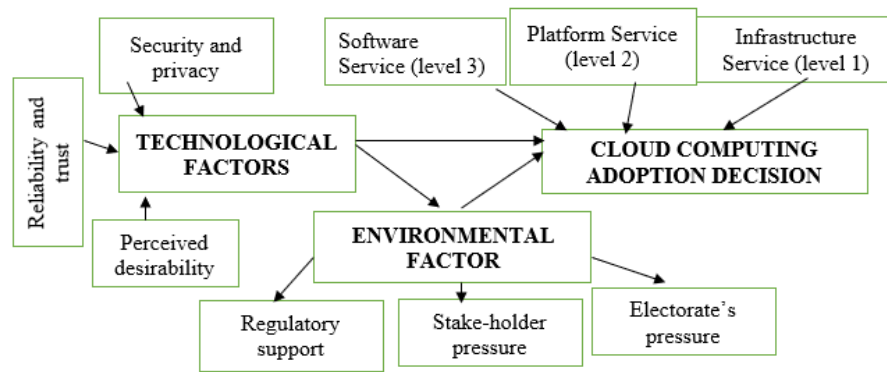 Security and
privacy
Software
Service (level 3)
Platform Service
(level 2)
Infrastructure
Service (level 1)
Reliability and
trust
TECHNOLOGICAL
FACTORS
CLOUD COMPUTING
ADOPTION DECISION
Perceived
desirability
ENVIRONMENTAL
FACTOR
Regulatory
support
Stake-holder
pressure
Electorate's
pressure